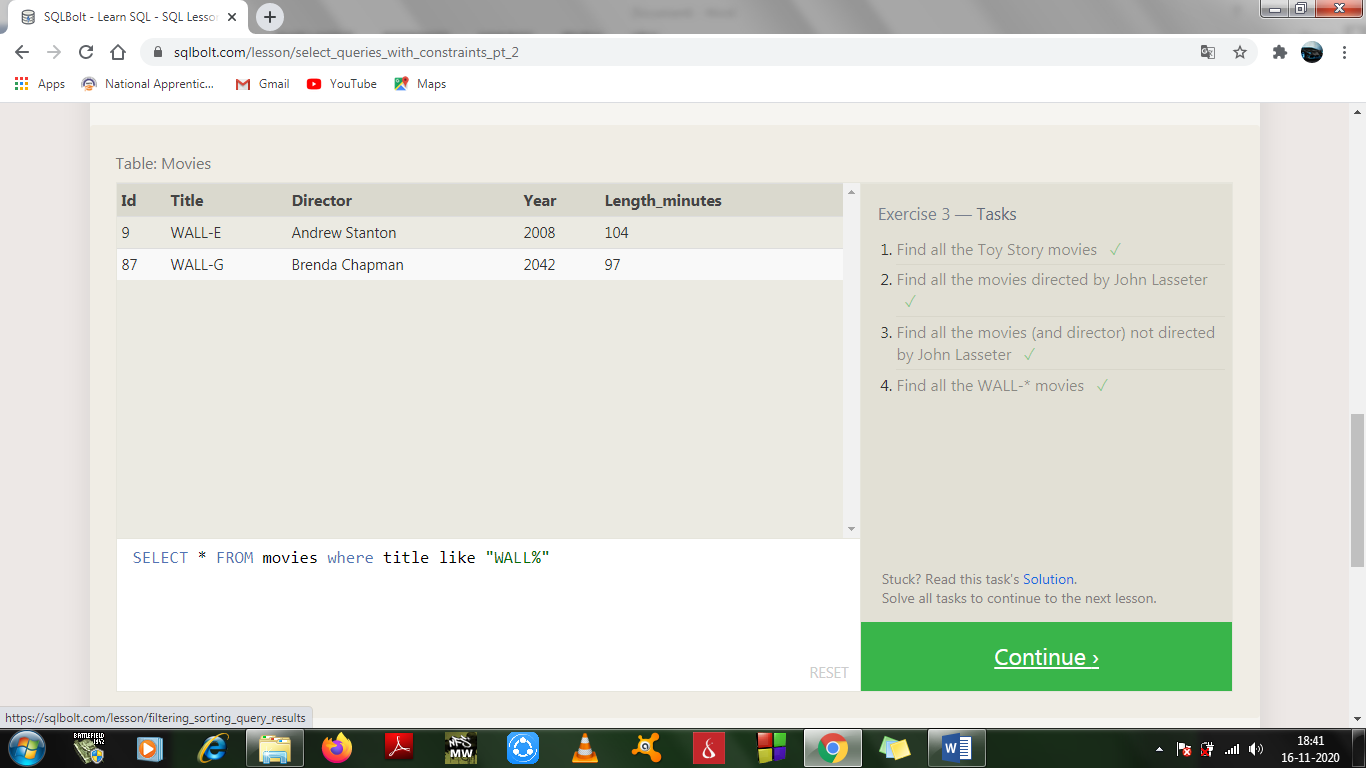 SQLBolt - Learn SQL - SQL Lesson
sqlbolt.com/lesson/select_queries_with_constraints_pt_2
Apps National Apprentic... Gmail YouTube Maps
Table: Movies
Id Title Director Year Length_minutes
9 WALL-E Andrew Stanton 2008 104
87 WALL-G Brenda Chapman 2042 97
SELECT * FROM movies where title like "WALL%"
RESET
Exercise 3 — Tasks
1. Find all the Toy Story movies ✓
2. Find all the movies directed by John Lasseter
✓
3. Find all the movies (and director) not directed
by John Lasseter ✓
4. Find all the WALL-* movies ✓
Stuck? Read this task's Solution.
Solve all tasks to continue to the next lesson.
Continue ›
https://sqlbolt.com/lesson/filtering_sorting_query_results
BATTLEFIELD
1942
NFS
MW
W
18:41
16-11-2020